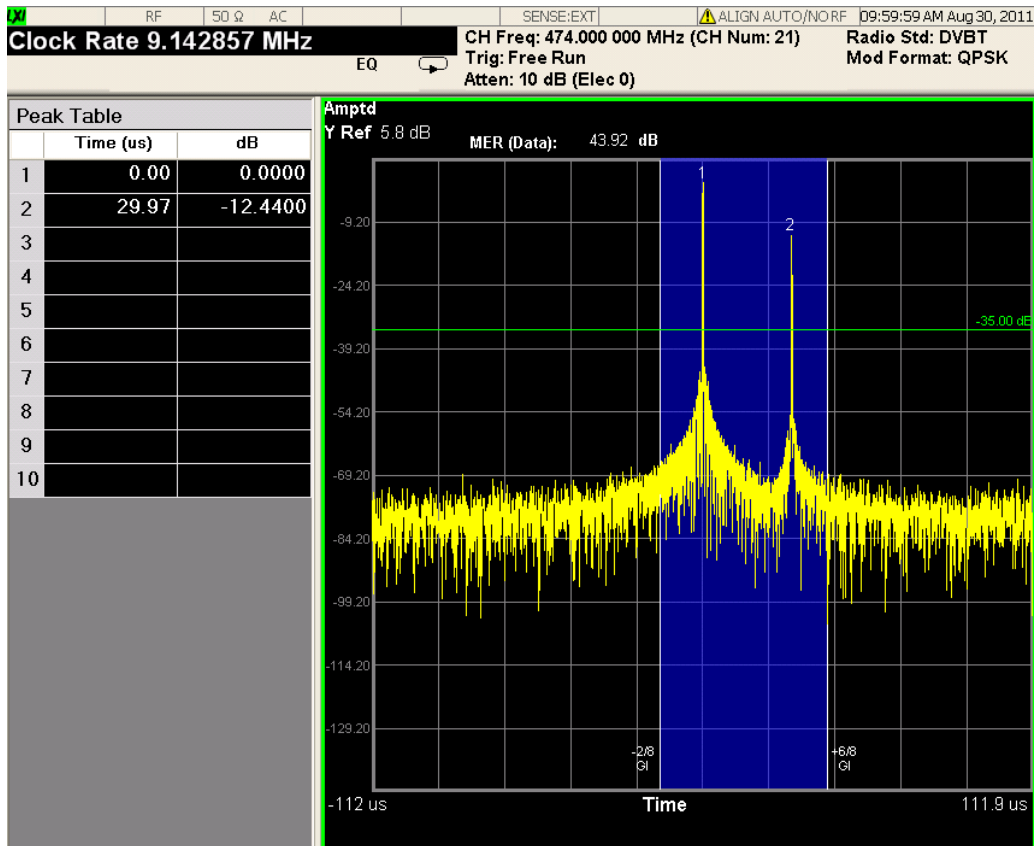 LXI RF 50 Ω AC SENSE:EXT ALIGN AUTO/NO RF 09:59:59 AM Aug 30, 2011
Clock Rate 9.142857 MHz
EQ
CH Freq: 474.000 000 MHz (CH Num: 21)
Trig: Free Run
Atten: 10 dB (Elec 0)
Radio Std: DVBT
Mod Format: QPSK
Peak Table
Time (us) dB
1 0.00 0.0000
2 29.97 -12.4400
3
4
5
6
7
8
9
10
Amptd
Y Ref 5.8 dB
MER (Data): 43.92 dB
1
2
-9.20
-24.20
-35.00 dB
-39.20
-54.20
-69.20
-84.20
-99.20
-114.20
-129.20
-2/8
GI
+6/8
GI
-112 us Time 111.9 us